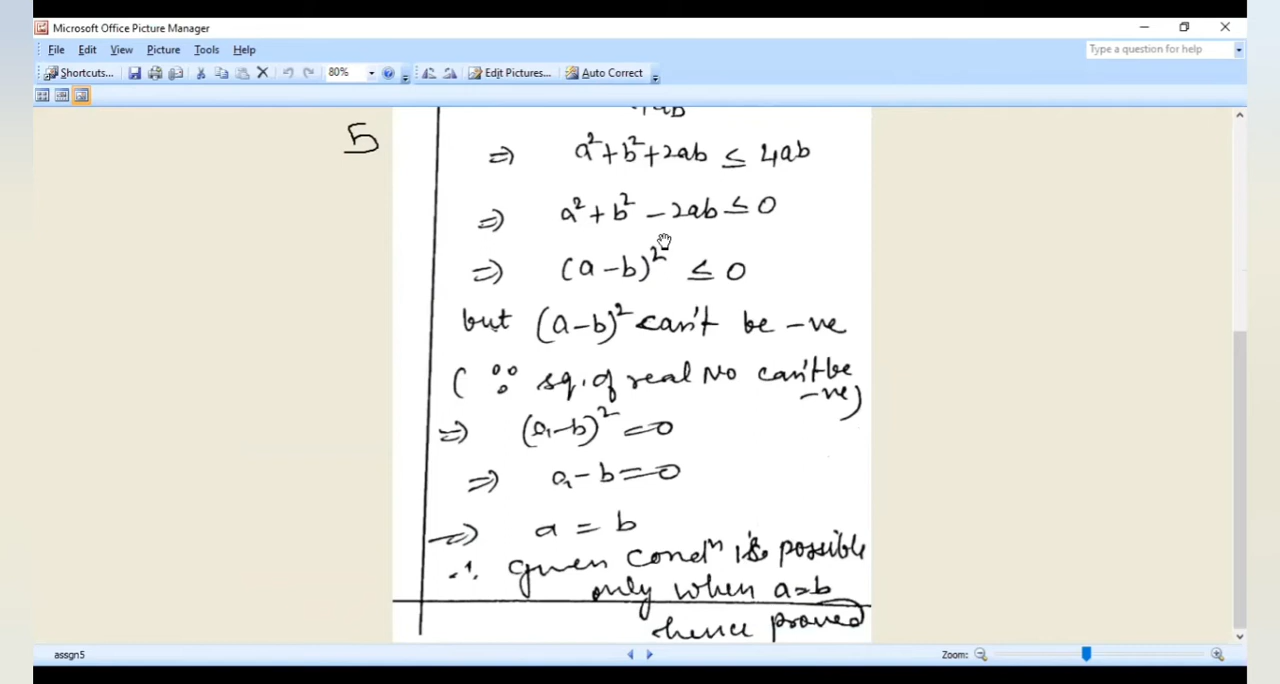 Microsoft Office Picture Manager
File Edit View Picture Tools Help
Type a question for help
Shortcuts... 80% Edit Pictures... Auto Correct
4ab
5
⇒ a²+b²+2ab ≤ 4ab
⇒ a²+b²-2ab ≤ 0
⇒ (a-b)² ≤ 0
but (a-b)² can't be -ve
( ∵ sq. of real No can't be
-ve)
⇒ (a-b)² = 0
⇒ a-b = 0
⇒ a = b
∴ given condⁿ is possible
only when a=b
hence proved
assgn5
Zoom: